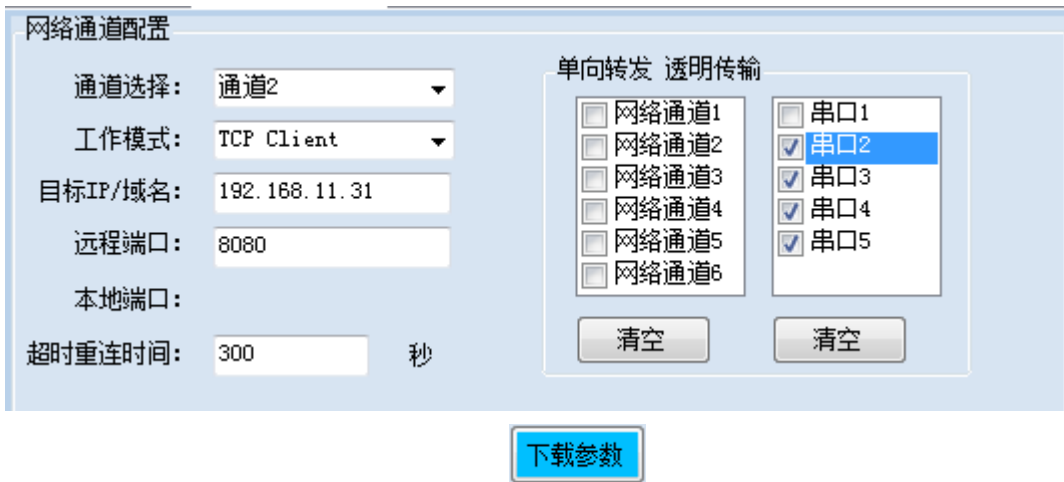 网络通道配置
通道选择: 通道2
工作模式: TCP Client
目标IP/域名: 192.168.11.31
远程端口: 8080
本地端口:
超时重连时间: 300 秒
单向转发 透明传输
网络通道1
网络通道2
网络通道3
网络通道4
网络通道5
网络通道6
清空
串口1
串口2
串口3
串口4
串口5
清空
下载参数